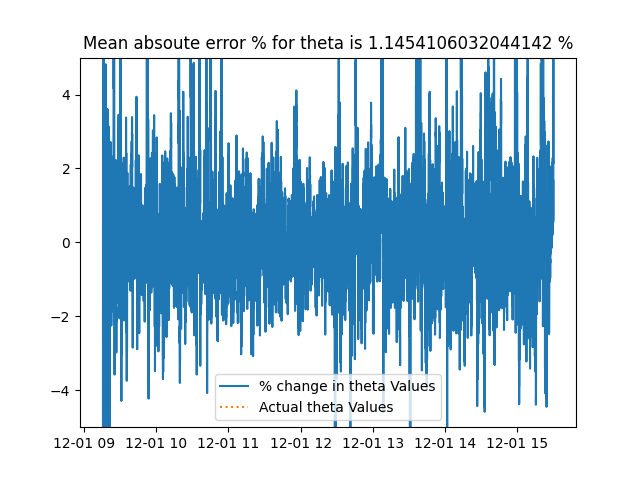 Mean absoute error % for theta is 1.1454106032044142 %
4
2
0
−2
−4
% change in theta Values
Actual theta Values
12-01 09 12-01 10 12-01 11 12-01 12 12-01 13 12-01 14 12-01 15